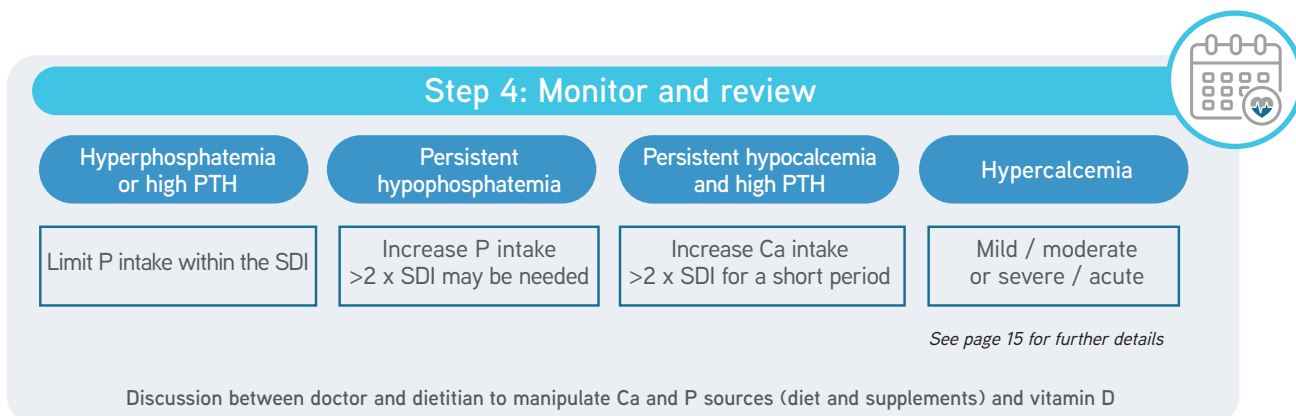 Step 4: Monitor and review
Hyperphosphatemia
or high PTH
Persistent
hypophosphatemia
Persistent hypocalcemia
and high PTH
Hypercalcemia
Limit P intake within the SDI
Increase P intake
>2 x SDI may be needed
Increase Ca intake
>2 x SDI for a short period
Mild / moderate
or severe / acute
See page 15 for further details
Discussion between doctor and dietitian to manipulate Ca and P sources (diet and supplements) and vitamin D